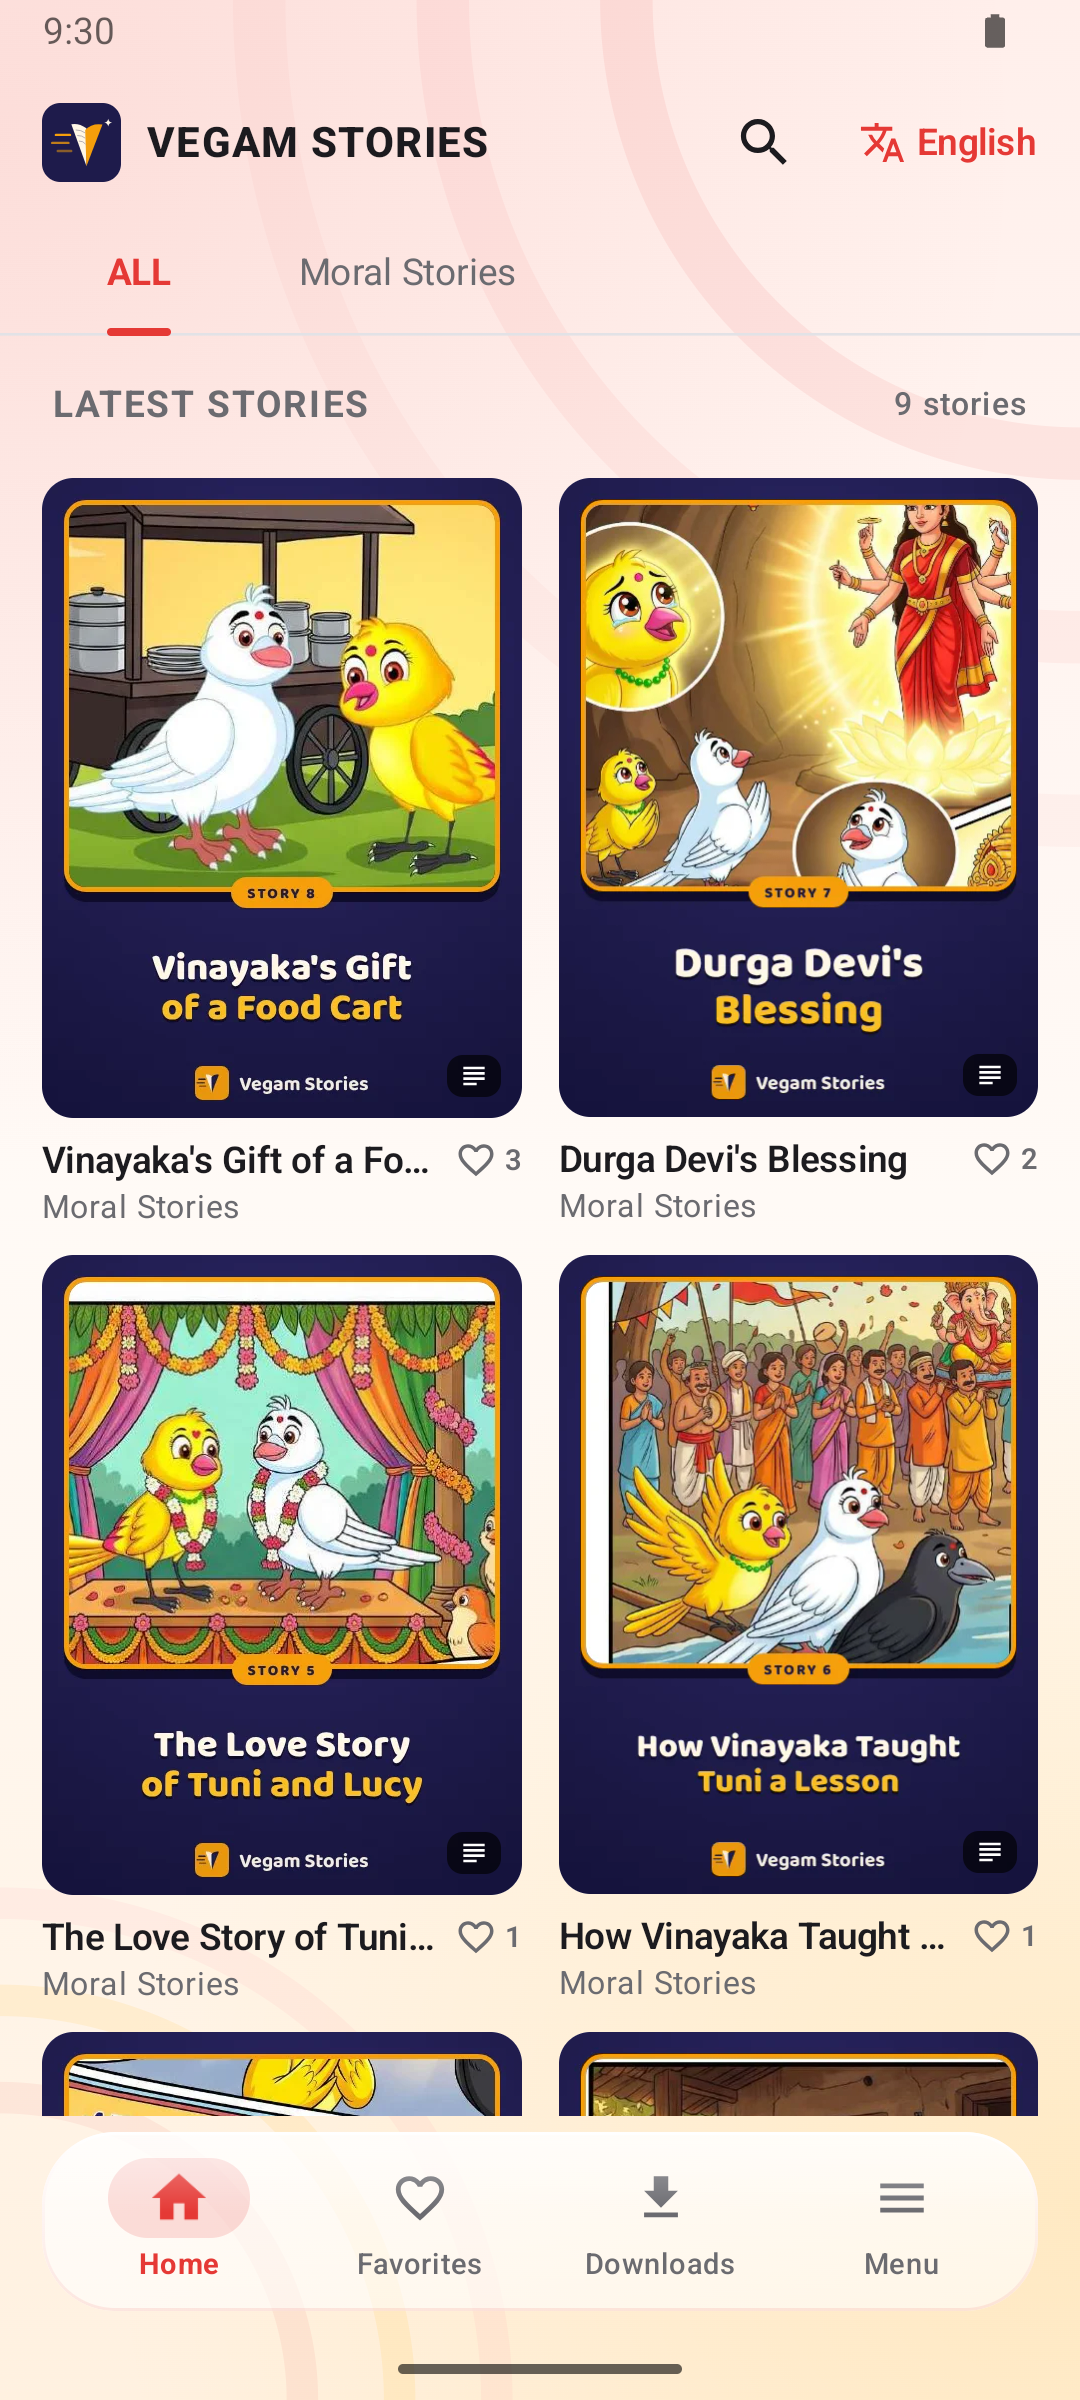 9:30
VEGAM STORIES
English
ALL
Moral Stories
LATEST STORIES
9 stories
STORY 8
Vinayaka's Gift
of a Food Cart
Vegam Stories
STORY 7
Durga Devi's
Blessing
Vegam Stories
Vinayaka's Gift of a Fo...
3
Moral Stories
Durga Devi's Blessing
2
Moral Stories
STORY 5
The Love Story
of Tuni and Lucy
Vegam Stories
STORY 6
How Vinayaka Taught
Tuni a Lesson
Vegam Stories
The Love Story of Tuni...
1
Moral Stories
How Vinayaka Taught ...
1
Moral Stories
Home
Favorites
Downloads
Menu